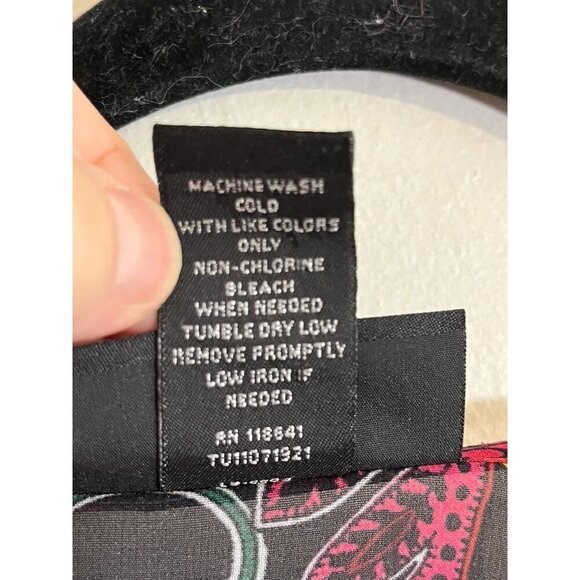 MACHINE WASH
COLD
WITH LIKE COLORS
ONLY
NON-CHLORINE
BLEACH
WHEN NEEDED
TUMBLE DRY LOW
REMOVE PROMPTLY
LOW IRON IF
NEEDED
RN 118641
TU11071921